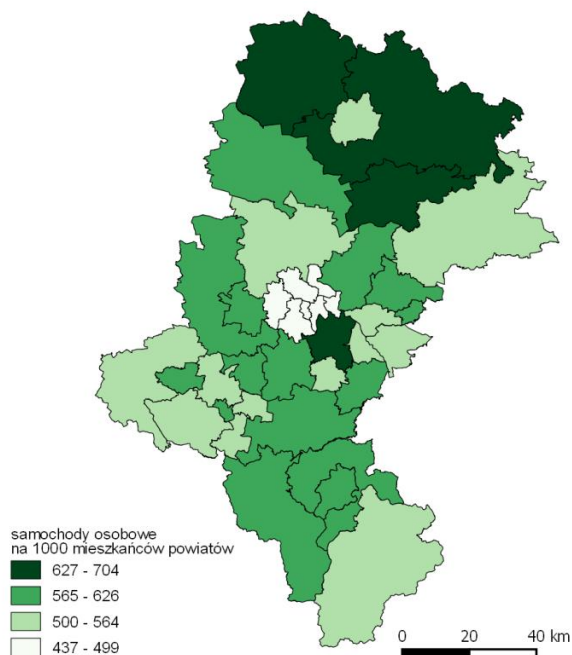 samochody osobowe
na 1000 mieszkańców powiatów
627 - 704
565 - 626
500 - 564
437 - 499
0 20 40 km